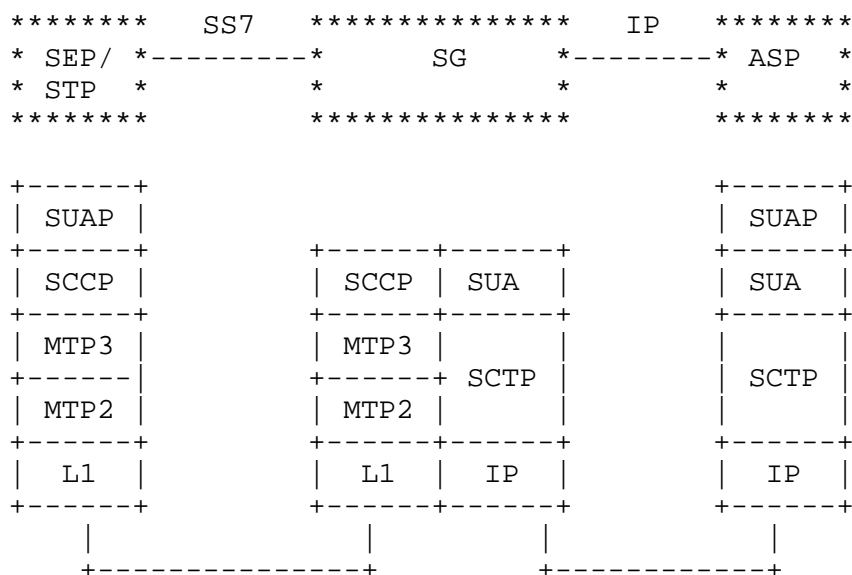 SS7 IP
SEP/ SG ASP
STP
SUAP SUAP
SCCP SCCP SUA SUA
MTP3 MTP3
SCTP SCTP
MTP2 MTP2
L1 L1 IP IP